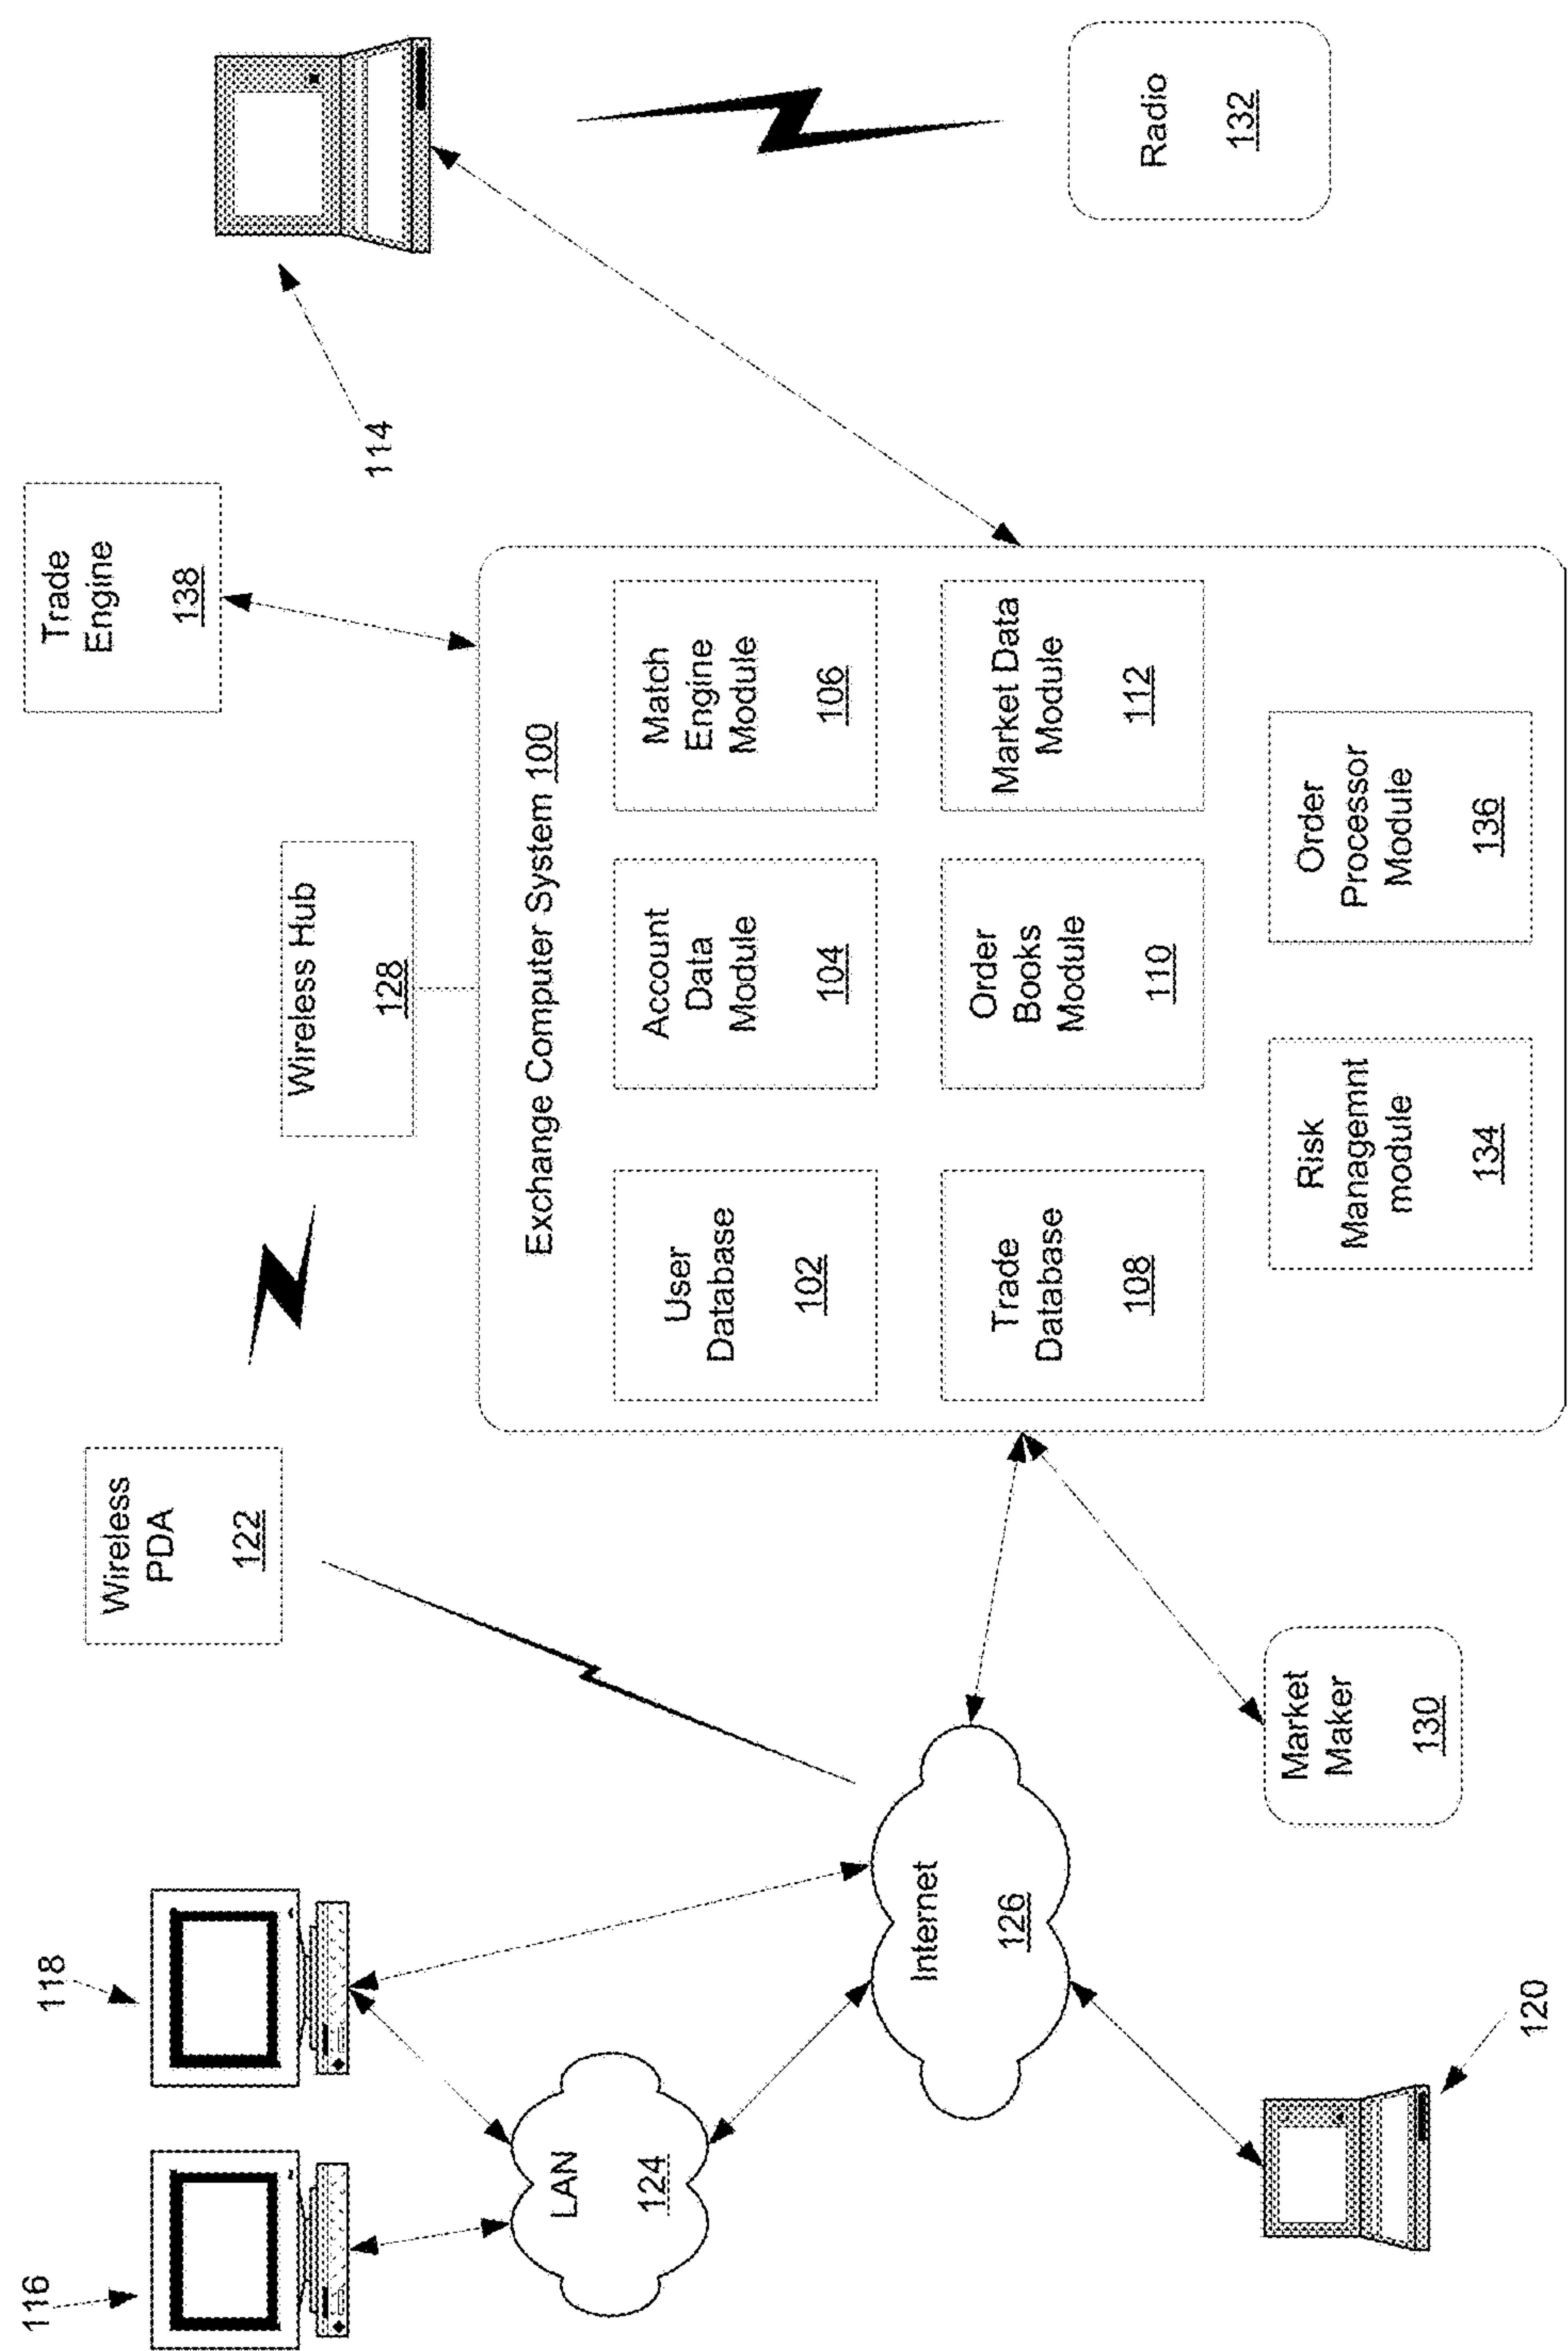 116
118
Wireless
PDA
122
Wireless Hub
128
Trade
Engine
138
114
LAN
124
Internet
126
120
Market
Maker
130
Exchange Computer System 100
User
Database
102
Account
Data
Module
104
Match
Engine
Module
106
Trade
Database
108
Order
Books
Module
110
Market Data
Module
112
Risk
Managemnt
module
134
Order
Processor
Module
136
Radio
132